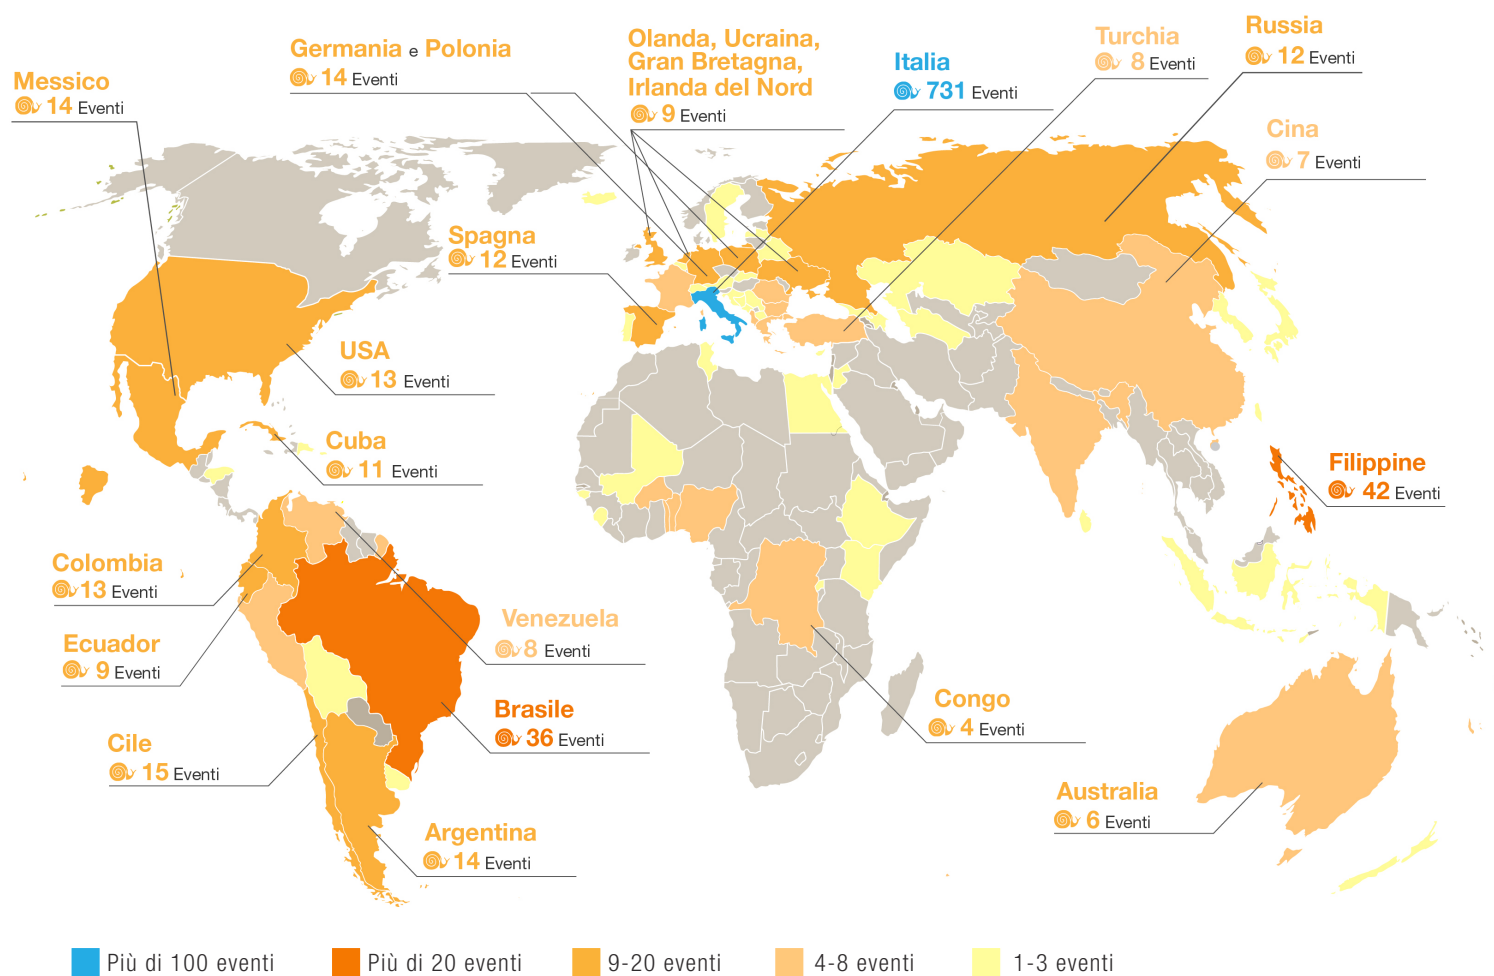 Germania e Polonia
14 Eventi
Olanda, Ucraina,
Gran Bretagna,
Irlanda del Nord
9 Eventi
Italia
731 Eventi
Turchia
8 Eventi
Russia
12 Eventi
Messico
14 Eventi
Cina
7 Eventi
Spagna
12 Eventi
USA
13 Eventi
Cuba
11 Eventi
Filippine
42 Eventi
Colombia
13 Eventi
Venezuela
8 Eventi
Ecuador
9 Eventi
Brasile
36 Eventi
Congo
4 Eventi
Cile
15 Eventi
Australia
6 Eventi
Argentina
14 Eventi
Più di 100 eventi
Più di 20 eventi
9-20 eventi
4-8 eventi
1-3 eventi